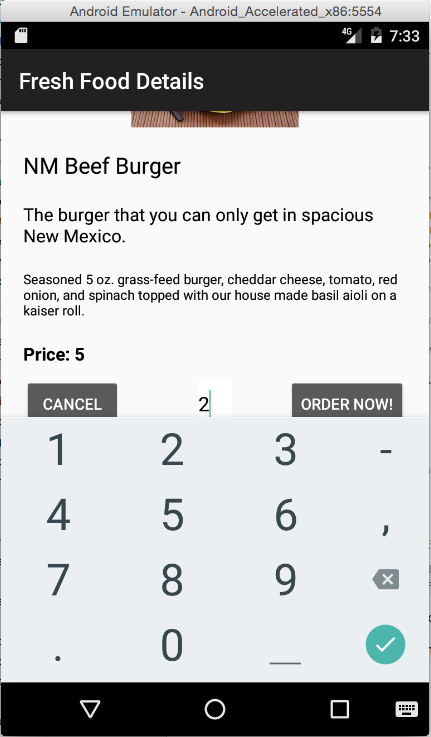 Android Emulator - Android_Accelerated_x86:5554
4G 7:33
Fresh Food Details
NM Beef Burger
The burger that you can only get in spacious
New Mexico.
Seasoned 5 oz. grass-feed burger, cheddar cheese, tomato, red
onion, and spinach topped with our house made basil aioli on a
kaiser roll.
Price: 5
CANCEL 2 ORDER NOW!
1 2 3 -
4 5 6 ,
7 8 9
. 0 _